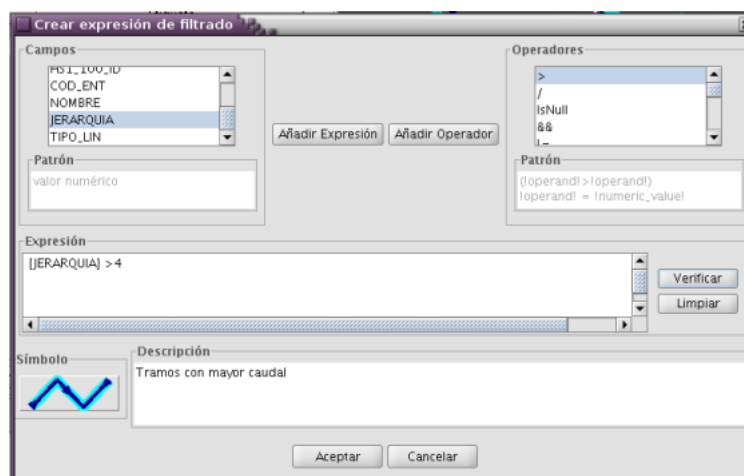 Crear expresión de filtrado
Campos
HS1_100_ID
COD_ENT
NOMBRE
JERARQUIA
TIPO_LIN
Patrón
valor numérico
Añadir Expresión
Añadir Operador
Operadores
>
/
IsNull
&&
!=
Patrón
(!operand!>!operand!)
!operand! = !numeric_value!
Expresión
[JERARQUIA] >4
Verificar
Limpiar
Símbolo
Descripción
Tramos con mayor caudal
Aceptar
Cancelar